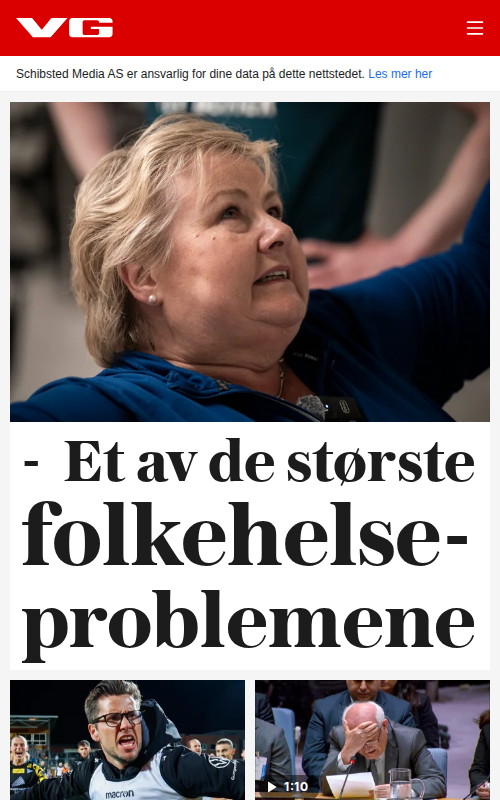 VG
Schibsted Media AS er ansvarlig for dine data på dette nettstedet. Les mer her
- Et av de største
folkehelse-
problemene
macron
1:10